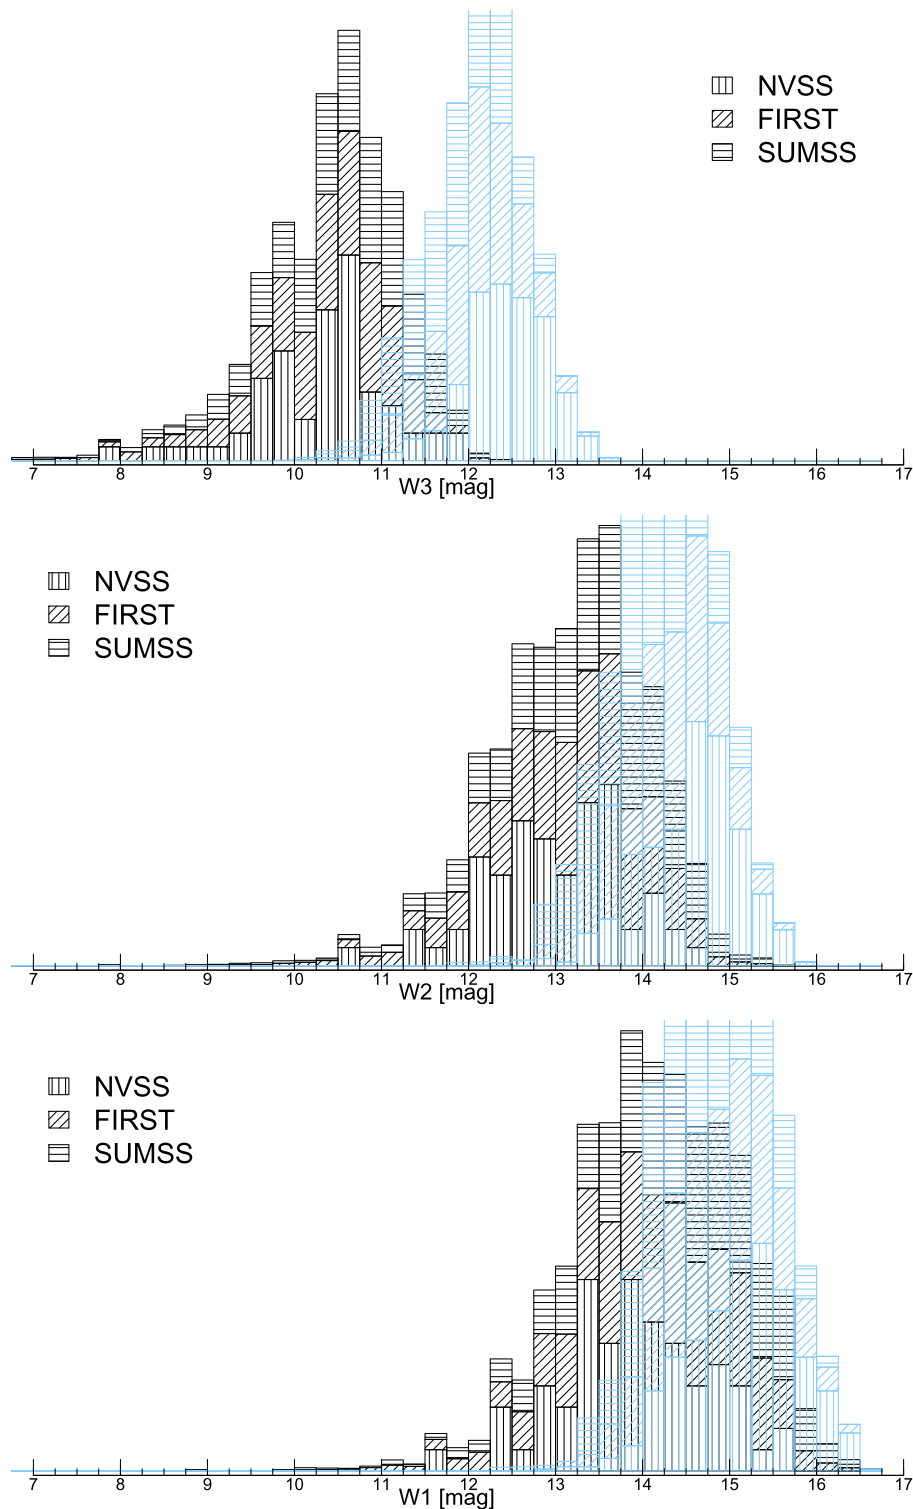 NVSS
FIRST
SUMSS
7 8 9 10 11 12 13 14 15 16 17
W3 [mag]
NVSS
FIRST
SUMSS
7 8 9 10 11 12 13 14 15 16 17
W2 [mag]
NVSS
FIRST
SUMSS
7 8 9 10 11 12 13 14 15 16 17
W1 [mag]